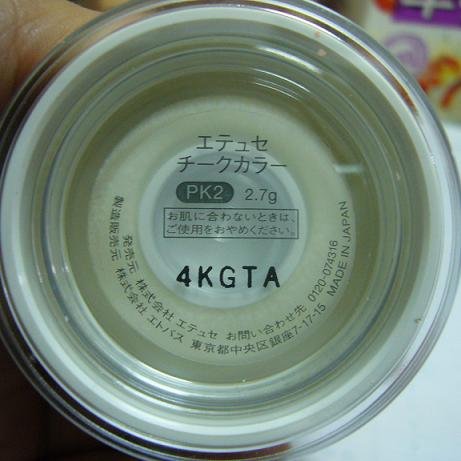 エテュセ
チークカラー
PK2 2.7g
お肌に合わないときは、
ご使用をおやめください。
4KGTA
発売元 株式会社 エテュセ お問い合わせ先 0120-074316
製造販売元 株式会社 エトバス 東京都中央区銀座7-17-15 MADE IN JAPAN